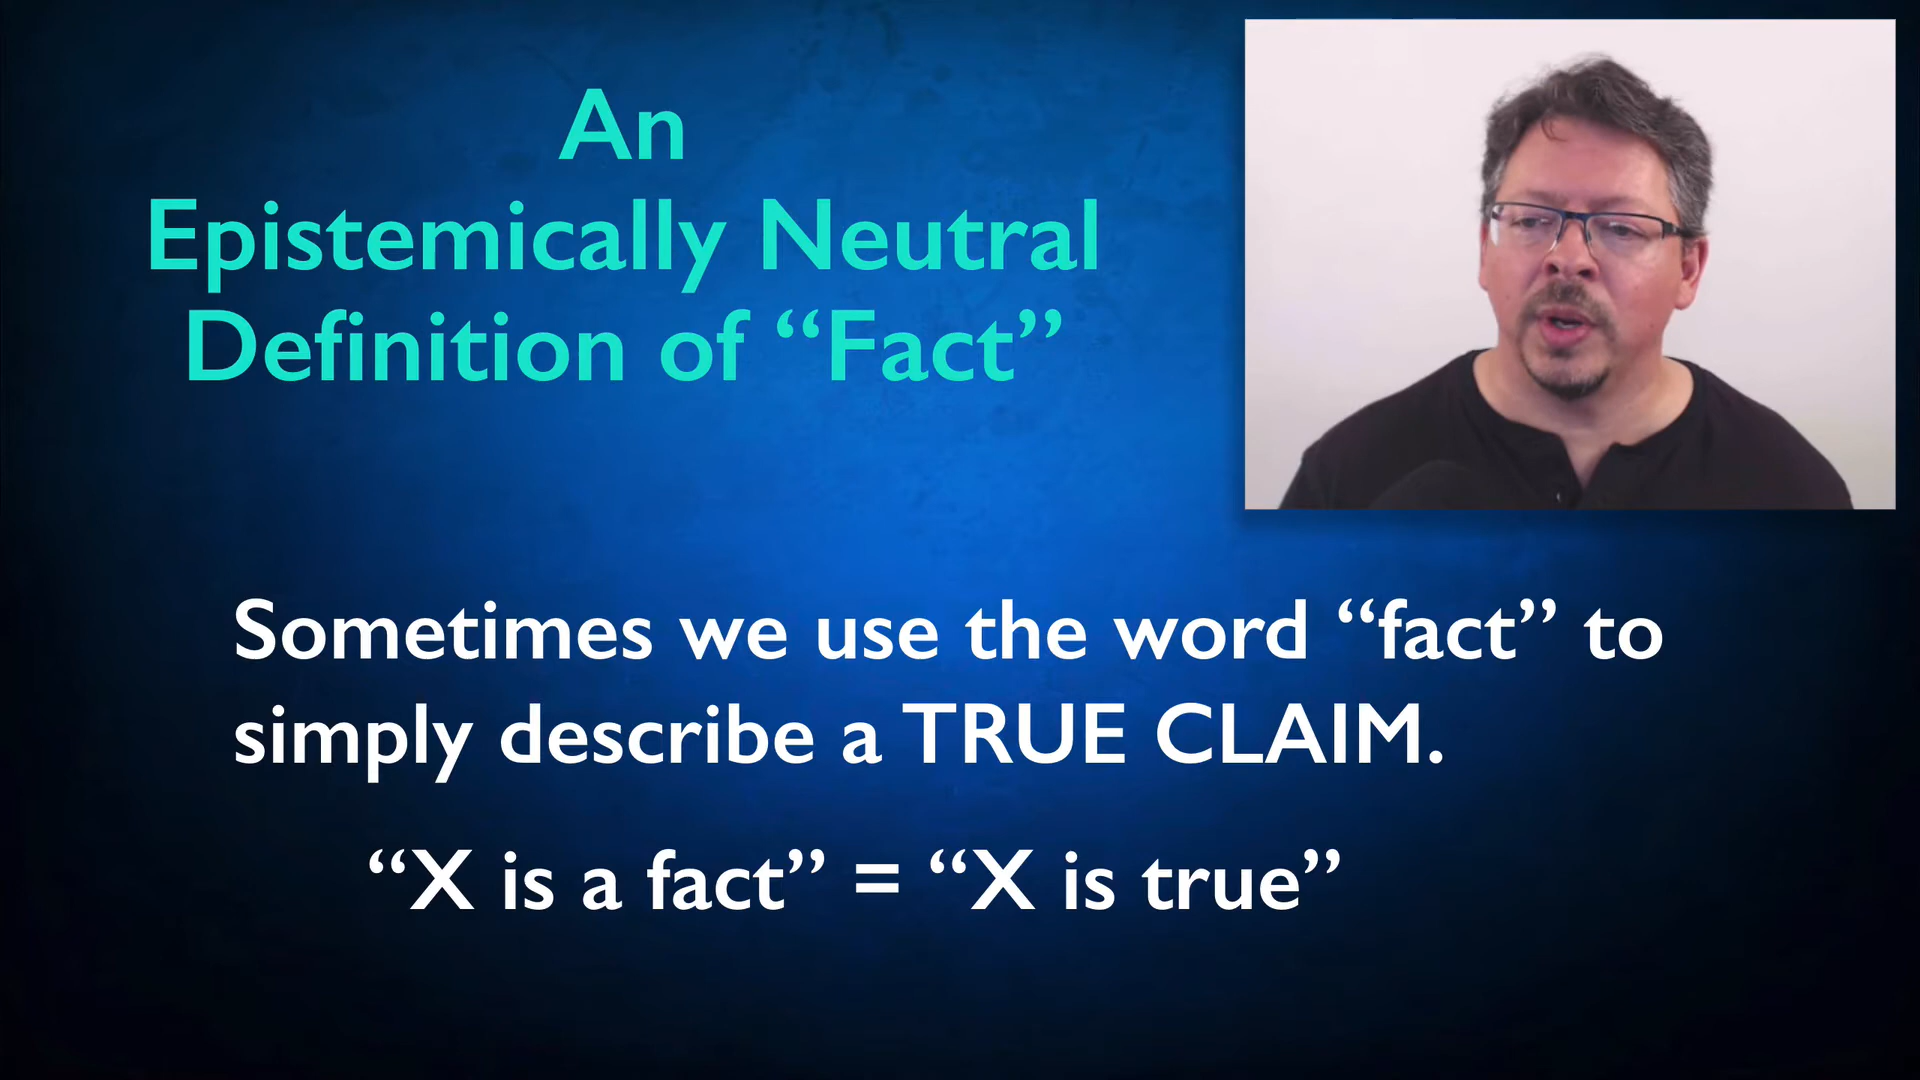 An
Epistemically Neutral
Definition of “Fact”
Sometimes we use the word “fact” to
simply describe a TRUE CLAIM.
“X is a fact” = “X is true”